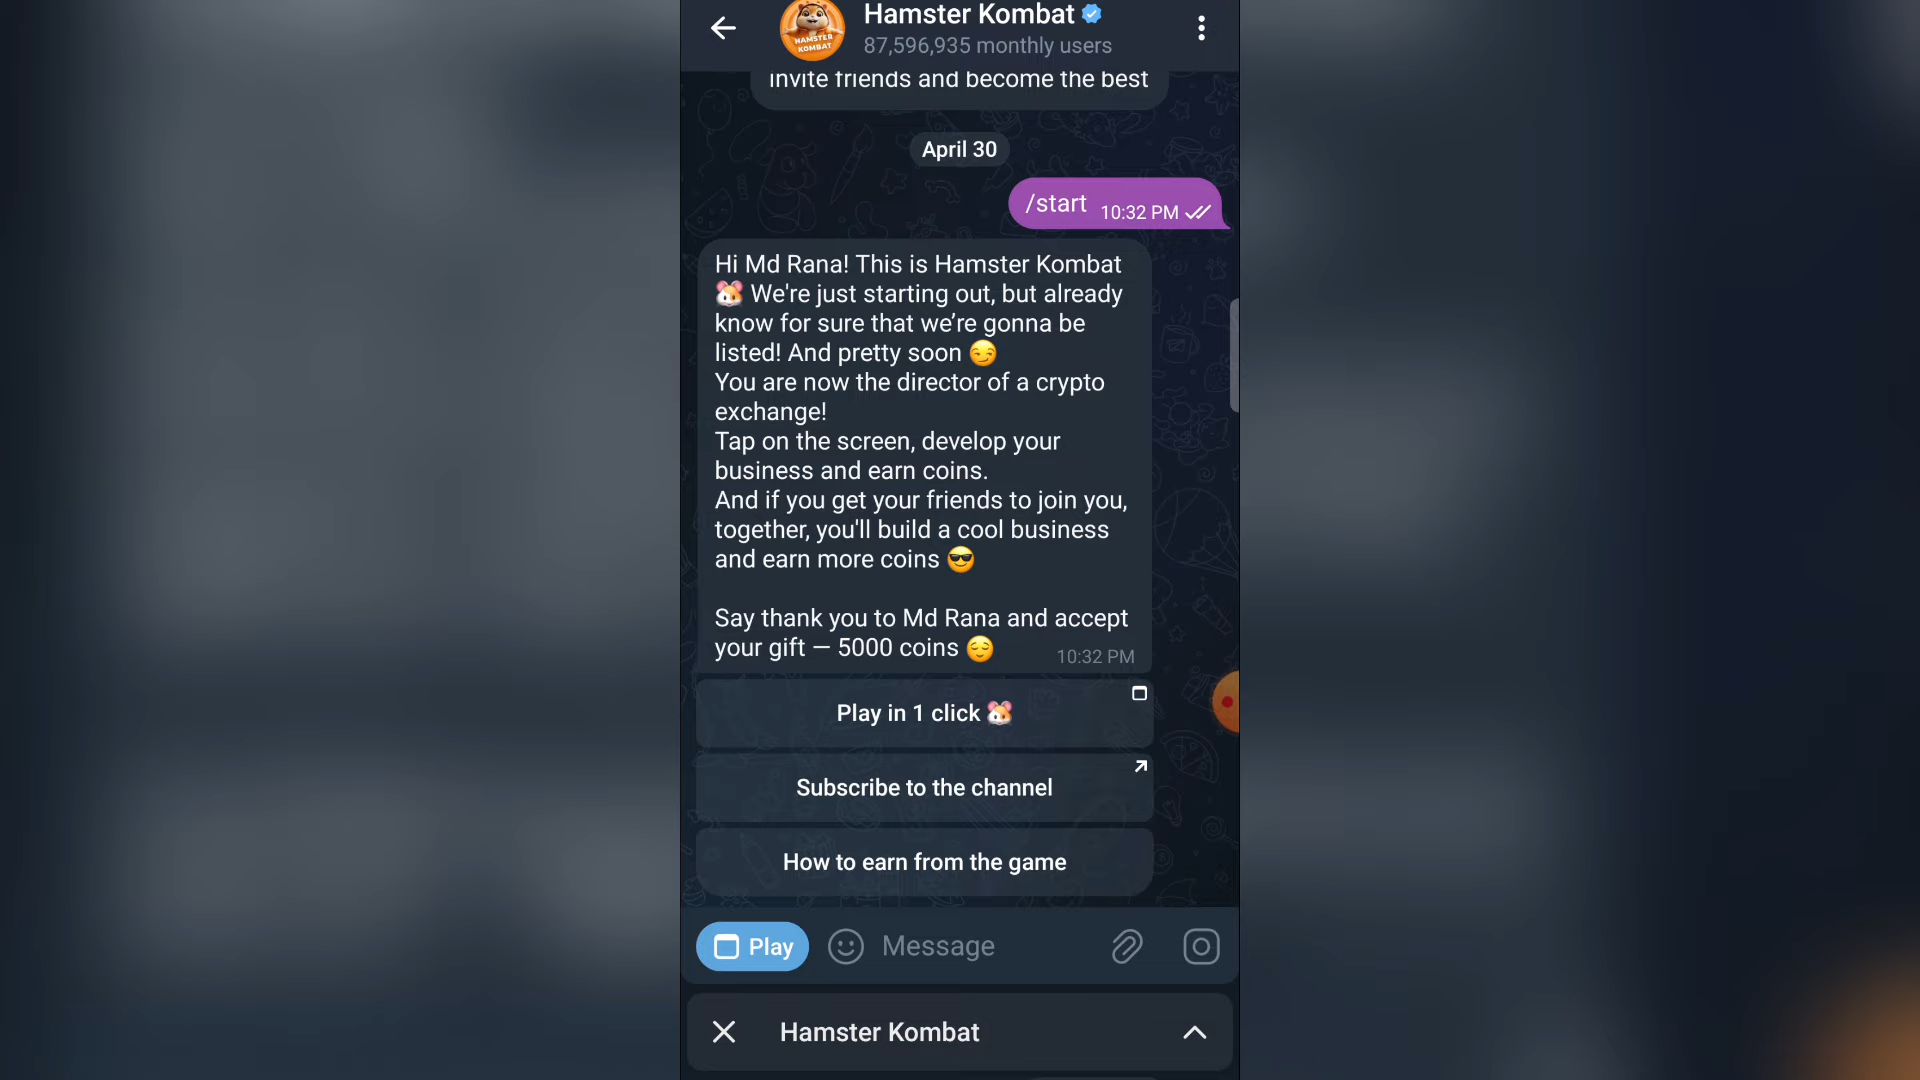 Hamster Kombat
87,596,935 monthly users
HAMSTER
KOMBAT
invite friends and become the best
April 30
/start 10:32 PM
Hi Md Rana! This is Hamster Kombat
🐹 We're just starting out, but already
know for sure that we’re gonna be
listed! And pretty soon 😏
You are now the director of a crypto
exchange!
Tap on the screen, develop your
business and earn coins.
And if you get your friends to join you,
together, you'll build a cool business
and earn more coins 😎
Say thank you to Md Rana and accept
your gift — 5000 coins 😌 10:32 PM
Play in 1 click 🐹
Subscribe to the channel
How to earn from the game
Play Message
Hamster Kombat